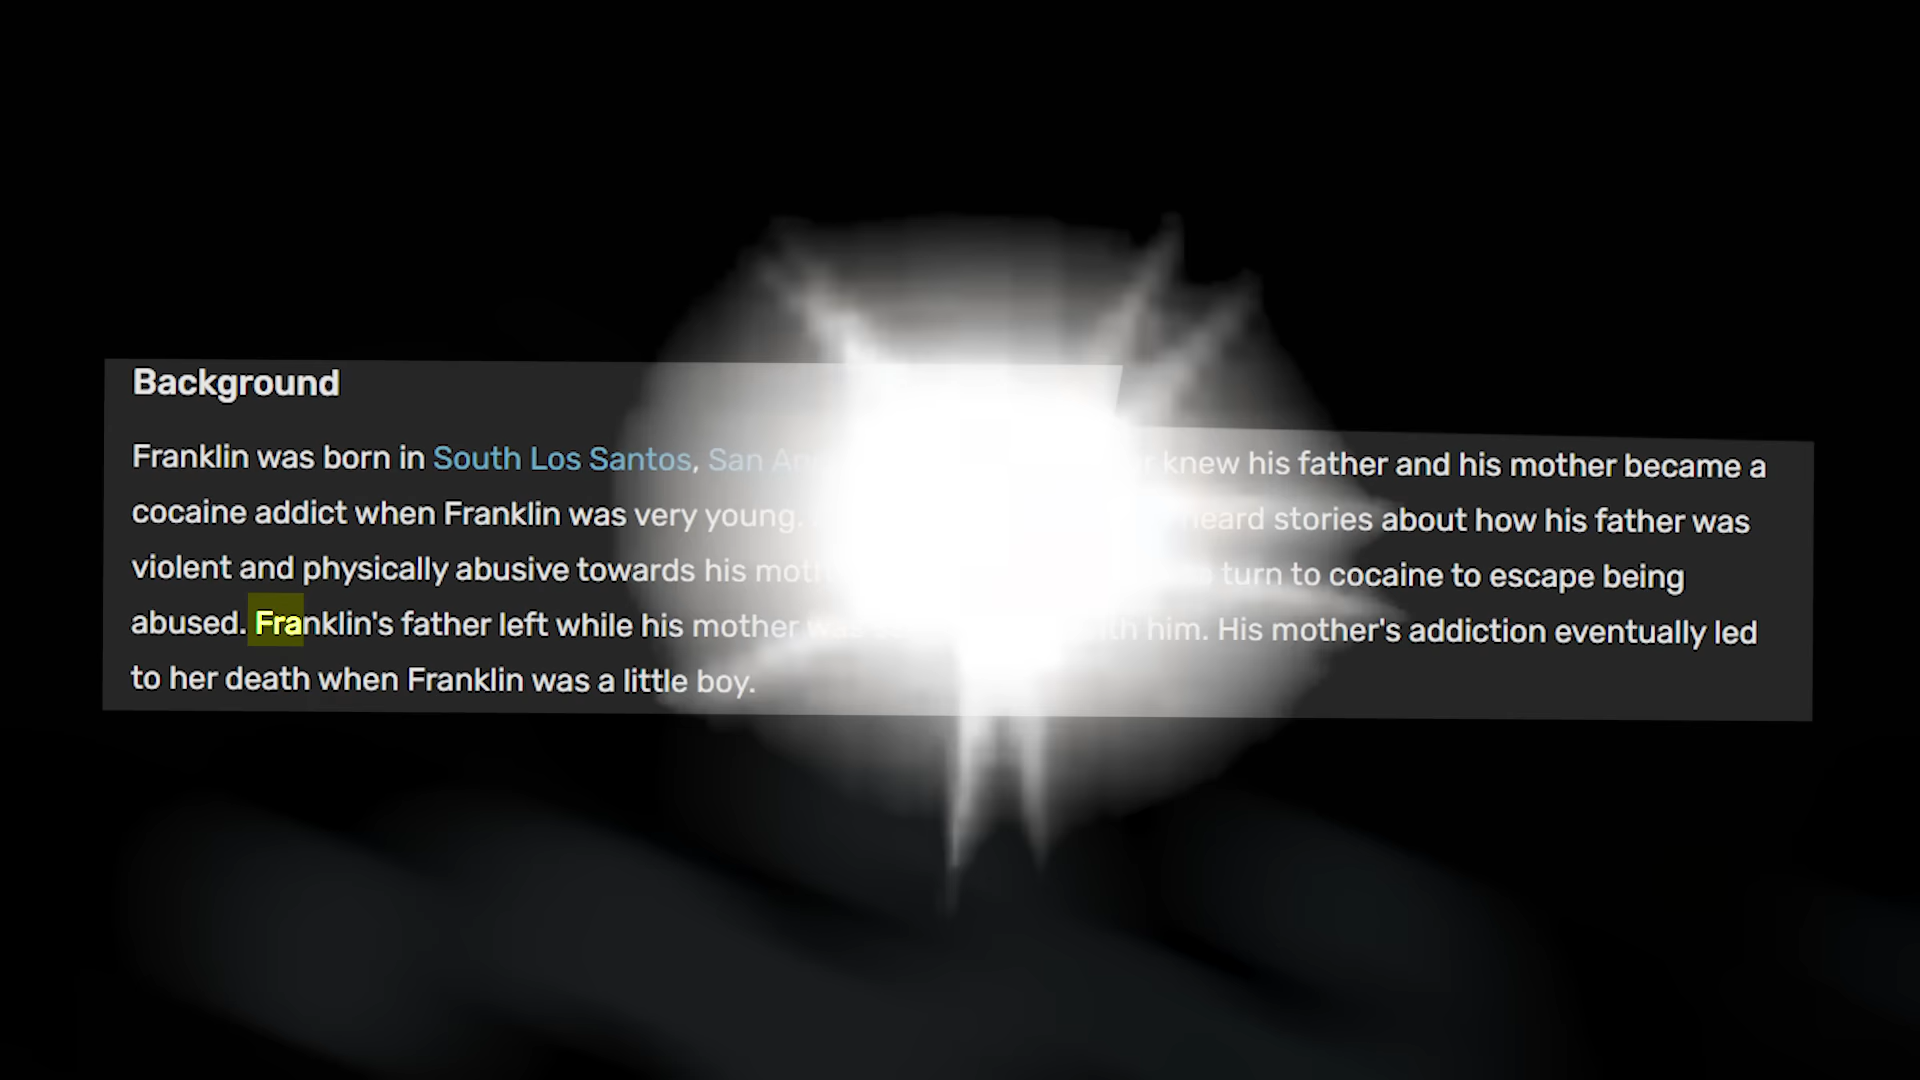 Background
Franklin was born in South Los Santos, San knew his father and his mother became a
cocaine addict when Franklin was very young. heard stories about how his father was
violent and physically abusive towards his turn to cocaine to escape being
abused. Franklin's father left while his mother was him. His mother's addiction eventually led
to her death when Franklin was a little boy.